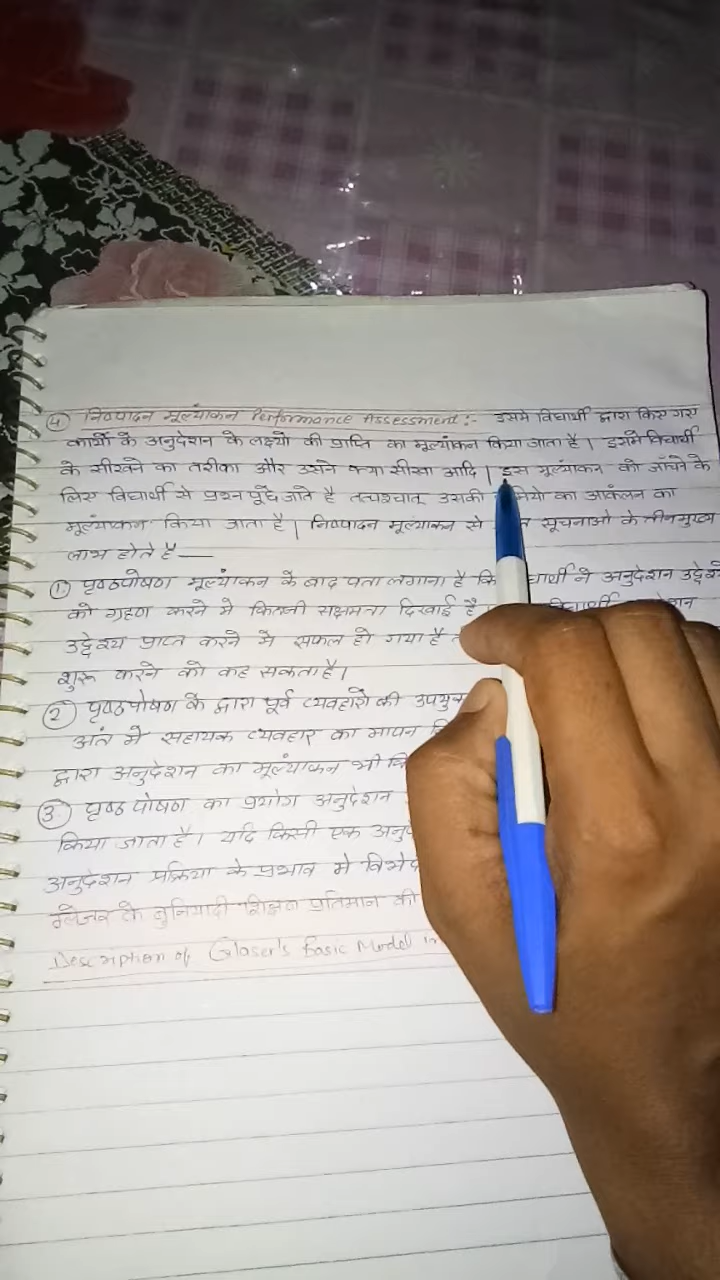 ④ निष्पादन मूल्यांकन Performance Assessment:- इसमे विद्यार्थी द्वारा किए गए
कार्यो के अनुदेशन के लक्ष्यो की प्राप्ति का मूल्यांकन किया जाता है। इसमे विद्यार्थी
के सीखने का तरीका और उसने क्या सीखा आदि। इस मूल्यांकन को जाँचने के
लिए विद्यार्थी से प्रश्न पूछे जाते है तत्पश्चात् उसकी का आकंलन का
मूल्यांकन किया जाता है। निष्पादन मूल्यांकन से सूचनाओ के तीन मुख्य
लाभ होते है—
① पृष्ठपोषण मूल्यांकन के बाद पता लगाना है कि ने अनुदेशन
को ग्रहण करने मे कितनी सक्षमता दिखाई है
उद्देश्य प्राप्त करने मे सफल हो गया है
शुरू करने को कह सकता है।
② पृष्ठपोषण के द्वारा पूर्व व्यवहारो की
अंत मे सहायक व्यवहार का मापन
द्वारा अनुदेशन का मूल्यांकन भी
③ पृष्ठ पोषण का प्रयोग अनुदेशन
किया जाता है। यदि किसी एक
अनुदेशन प्रक्रिया के प्रभाव मे
ग्लेजर के बुनियादी शिक्षण प्रतिमान की
Description of Glaser's Basic Model